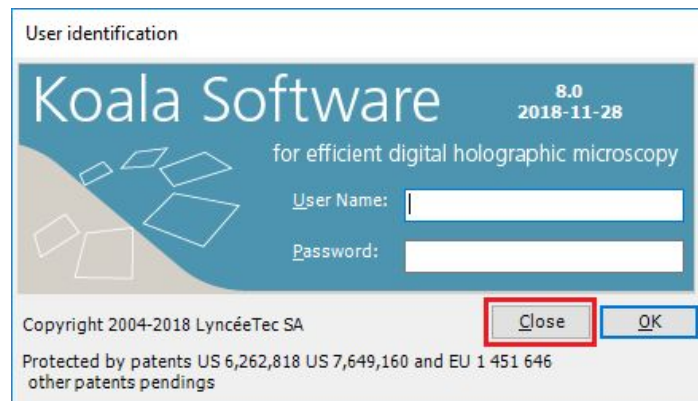 User identification
Koala Software
8.0
2018-11-28
for efficient digital holographic microscopy
User Name:
Password:
Copyright 2004-2018 LyncéeTec SA
Close
OK
Protected by patents US 6,262,818 US 7,649,160 and EU 1 451 646
other patents pendings